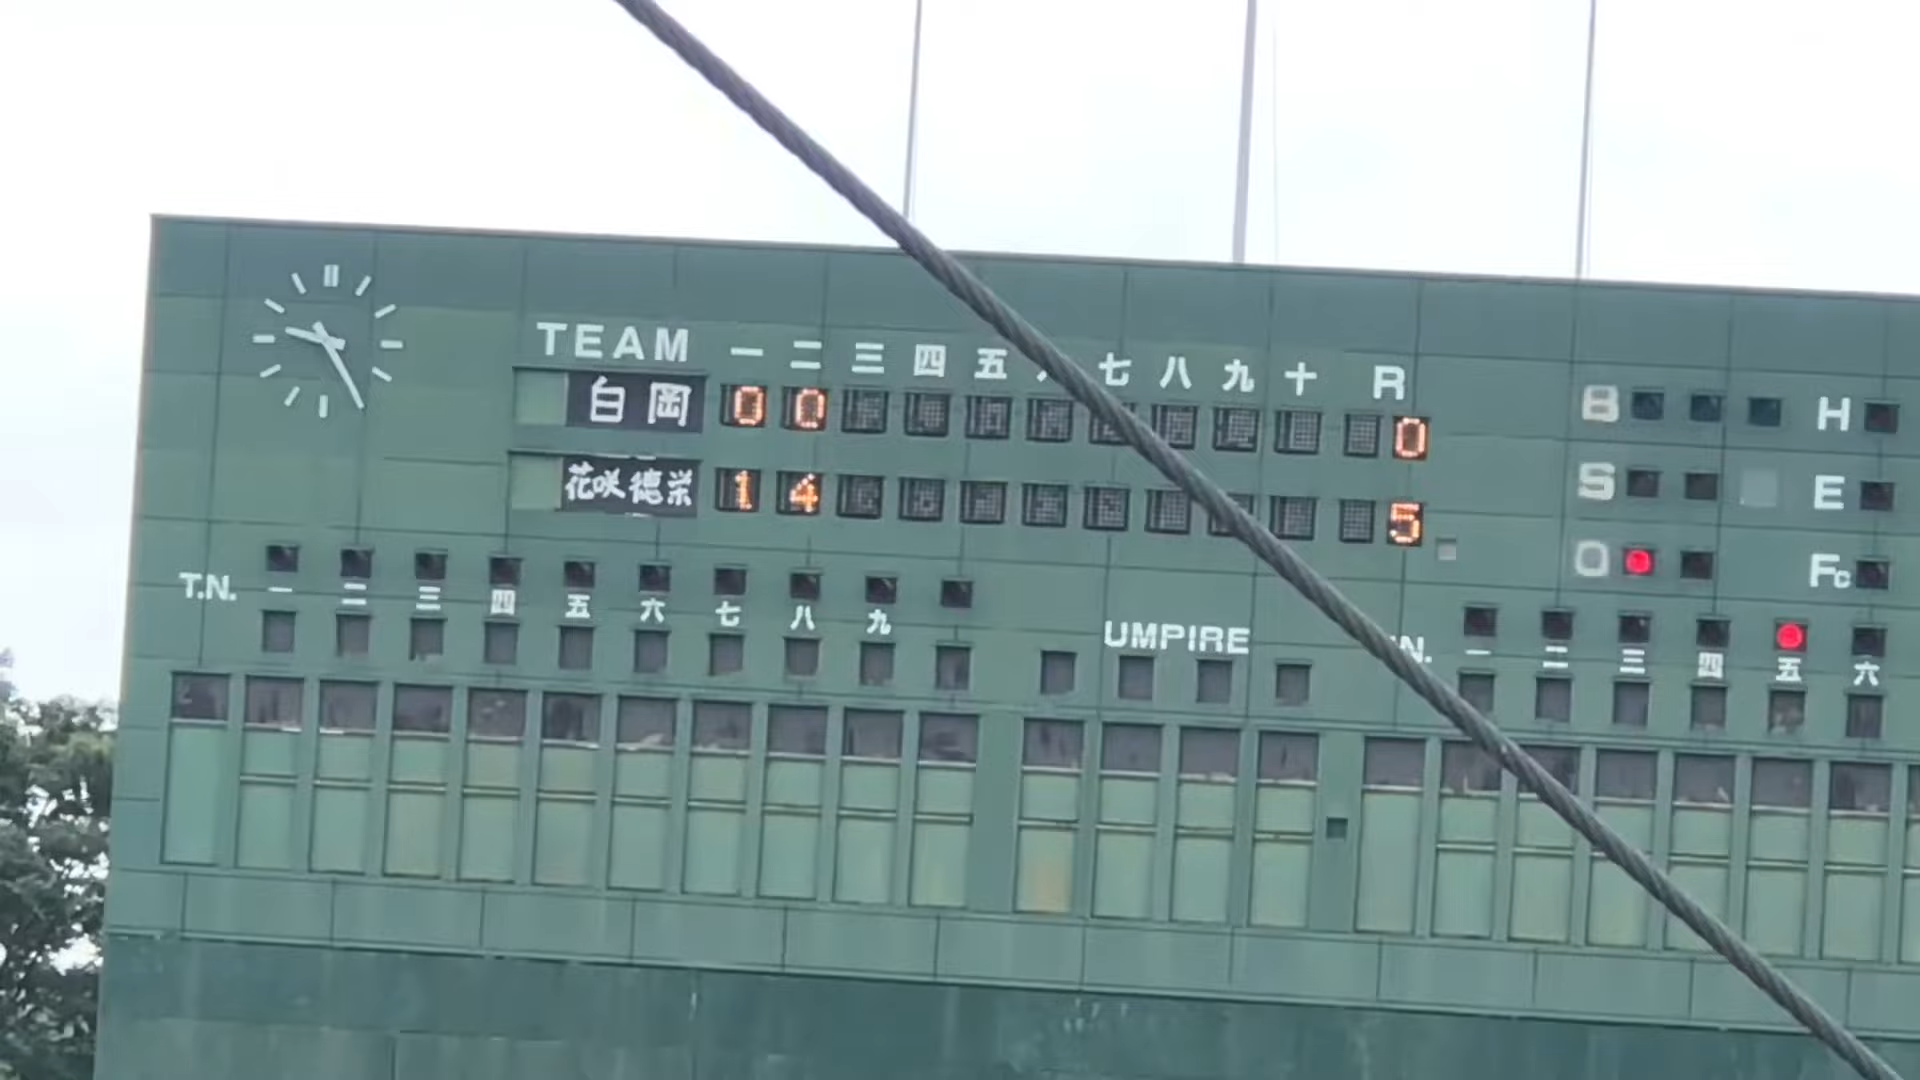 TEAM 一 二 三 四 五 七 八 九 十 R
白岡 0 0 0
花咲徳栄 1 4 5
B H
S E
O Fc
T.N. 一 二 三 四 五 六 七 八 九
UMPIRE
N. 一 二 三 四 五 六